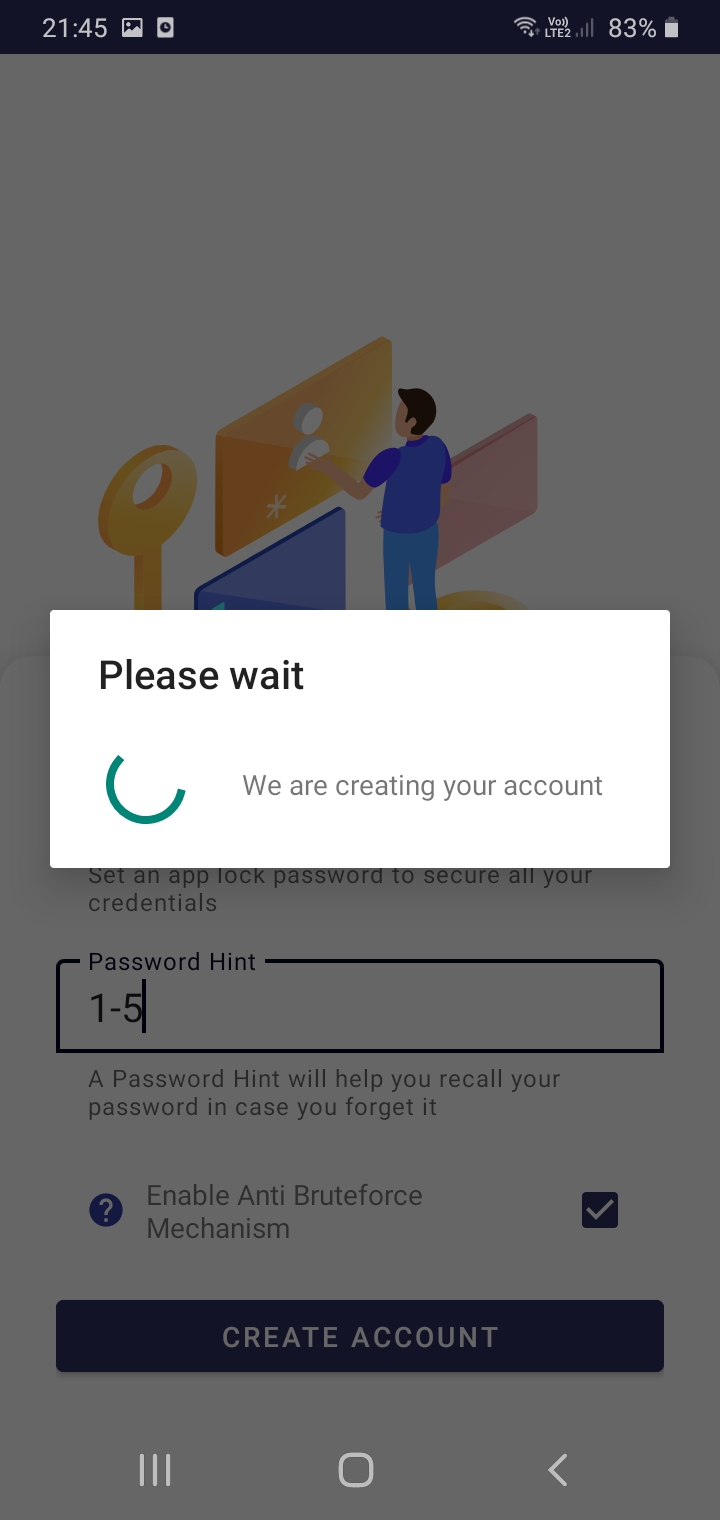 21:45
Vo))
LTE2
83%
Please wait
We are creating your account
Set an app lock password to secure all your
credentials
Password Hint
1-5
A Password Hint will help you recall your
password in case you forget it
?
Enable Anti Bruteforce
Mechanism
CREATE ACCOUNT